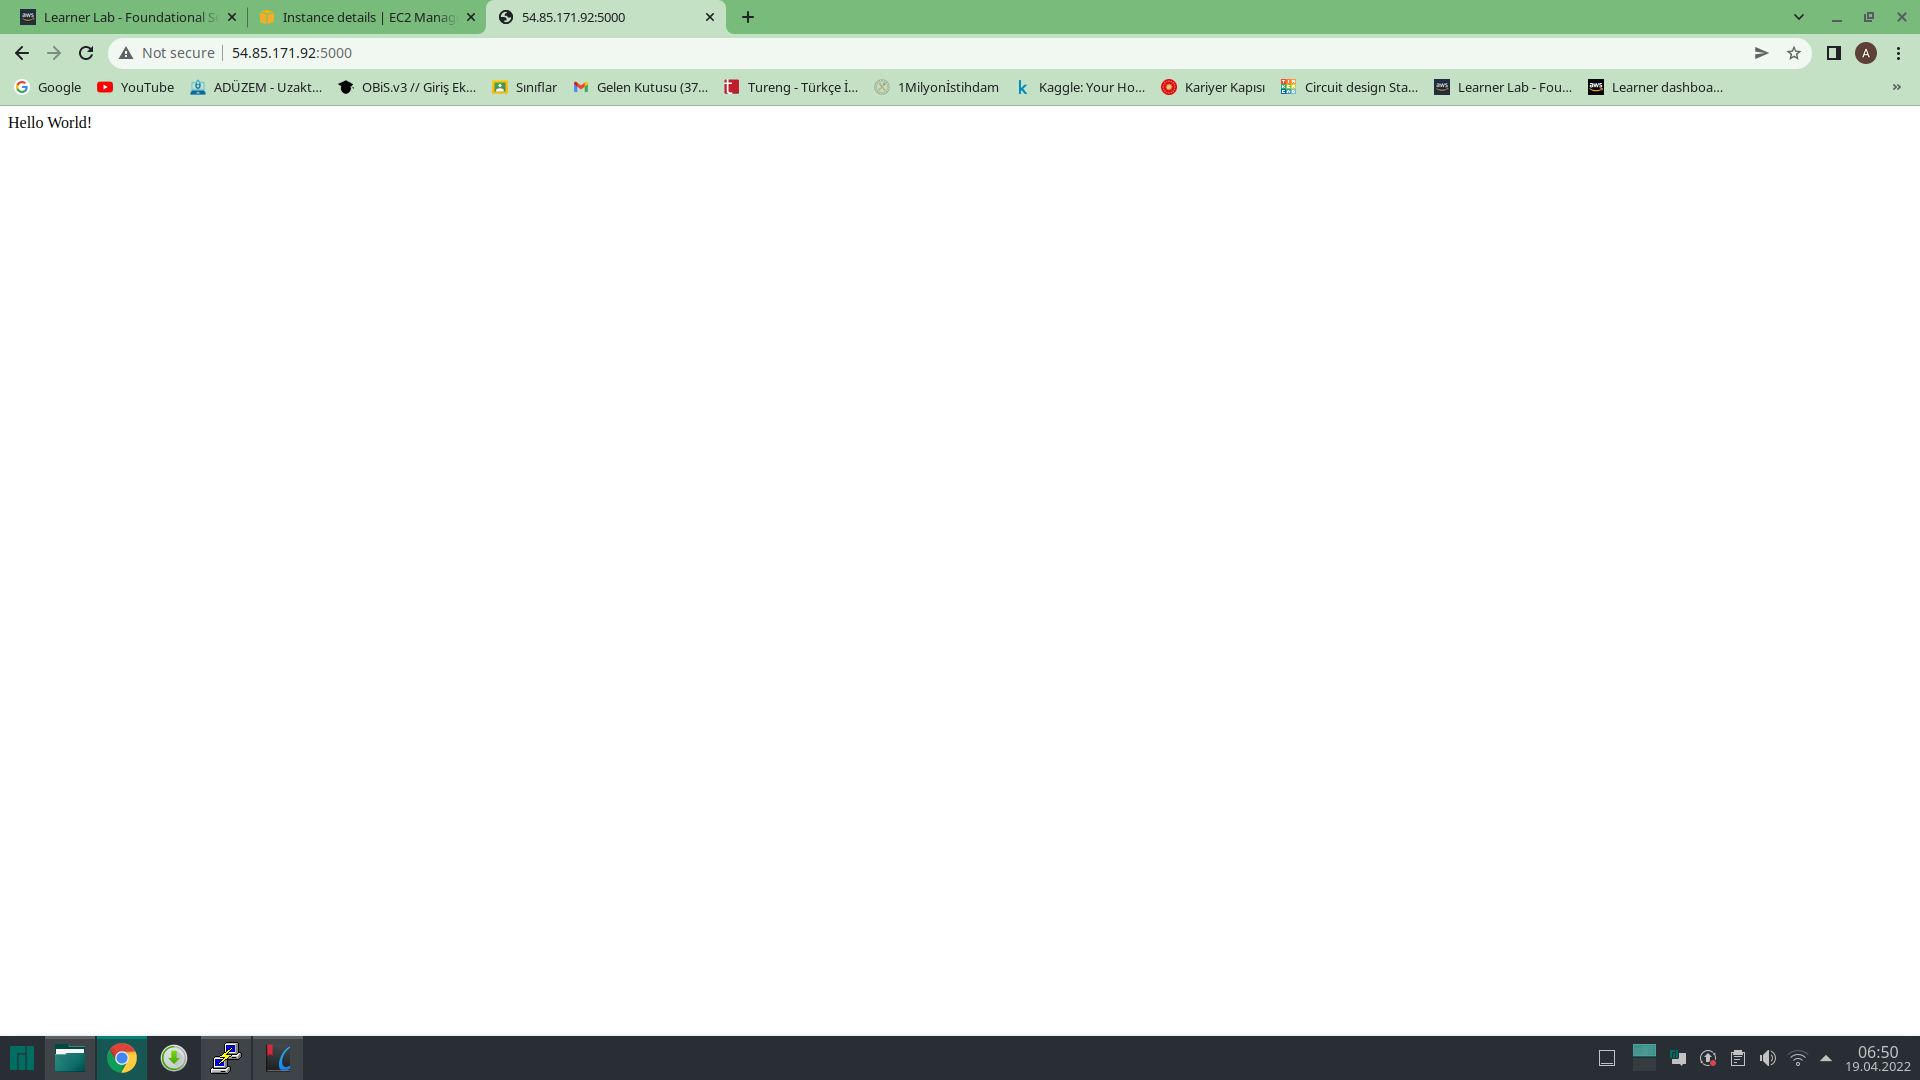 Learner Lab - Foundational Se
Instance details | EC2 Manag
54.85.171.92:5000
Not secure
54.85.171.92:5000
A
Google
YouTube
ADÜZEM - Uzakt...
OBiS.v3 // Giriş Ek...
Sınıflar
Gelen Kutusu (37...
Tureng - Türkçe İ...
1Milyonİstihdam
Kaggle: Your Ho...
Kariyer Kapısı
Circuit design Sta...
Learner Lab - Fou...
Learner dashboa...
Hello World!
06:50
19.04.2022